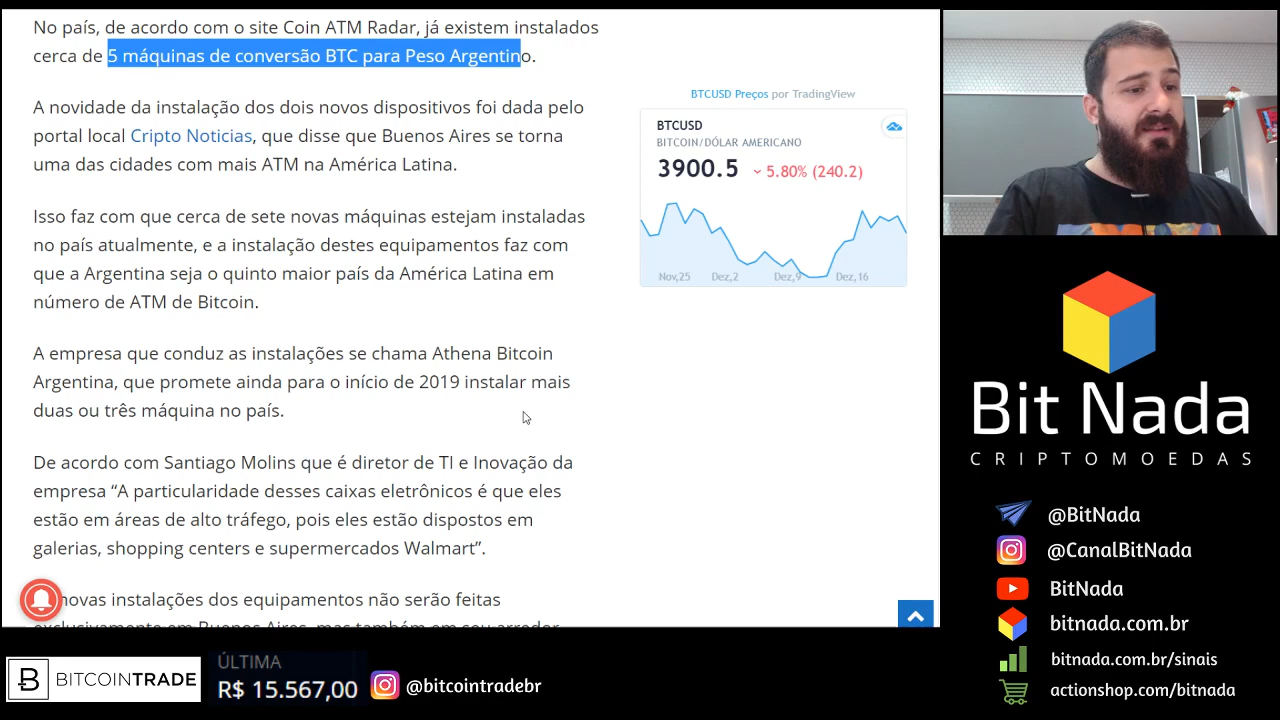 No país, de acordo com o site Coin ATM Radar, já existem instalados
cerca de 5 máquinas de conversão BTC para Peso Argentino.
A novidade da instalação dos dois novos dispositivos foi dada pelo
portal local Cripto Noticias, que disse que Buenos Aires se torna
uma das cidades com mais ATM na América Latina.
Isso faz com que cerca de sete novas máquinas estejam instaladas
no país atualmente, e a instalação destes equipamentos faz com
que a Argentina seja o quinto maior país da América Latina em
número de ATM de Bitcoin.
A empresa que conduz as instalações se chama Athena Bitcoin
Argentina, que promete ainda para o início de 2019 instalar mais
duas ou três máquina no país.
De acordo com Santiago Molins que é diretor de TI e Inovação da
empresa “A particularidade desses caixas eletrônicos é que eles
estão em áreas de alto tráfego, pois eles estão dispostos em
galerias, shopping centers e supermercados Walmart”.
novas instalações dos equipamentos não serão feitas
exclusivamente em Buenos Aires, mas também em seu arredor
BTCUSD Preços por TradingView
BTCUSD
BITCOIN/DÓLAR AMERICANO
3900.5 5.80% (240.2)
Nov,25 Dez,2 Dez,9 Dez,16
Bit Nada
CRIPTOMOEDAS
@BitNada
@CanalBitNada
BitNada
bitnada.com.br
bitnada.com.br/sinais
actionshop.com/bitnada
B BITCOINTRADE
ÚLTIMA
R$ 15.567,00
@bitcointradebr